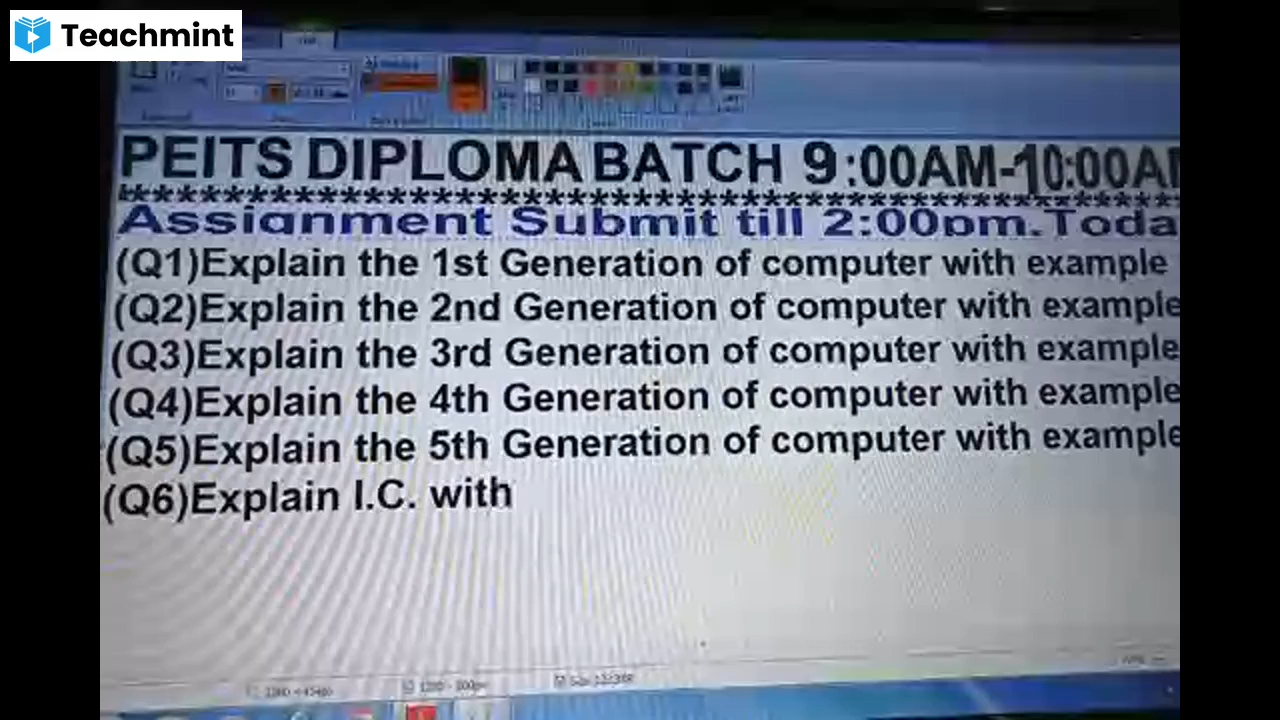 Teachmint
PEITS DIPLOMA BATCH 9:00AM-10:00A
***************************************************
Assignment Submit till 2:00pm.Toda
(Q1)Explain the 1st Generation of computer with example
(Q2)Explain the 2nd Generation of computer with example
(Q3)Explain the 3rd Generation of computer with example
(Q4)Explain the 4th Generation of computer with example
(Q5)Explain the 5th Generation of computer with example
(Q6)Explain I.C. with